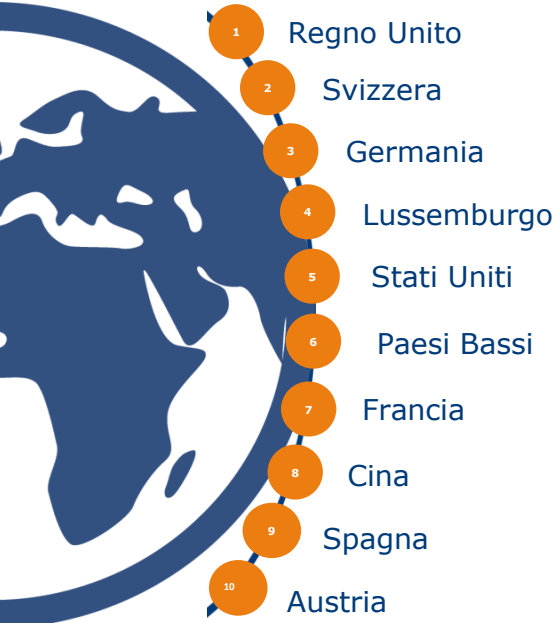 1 Regno Unito
2 Svizzera
3 Germania
4 Lussemburgo
5 Stati Uniti
6 Paesi Bassi
7 Francia
8 Cina
9 Spagna
10 Austria